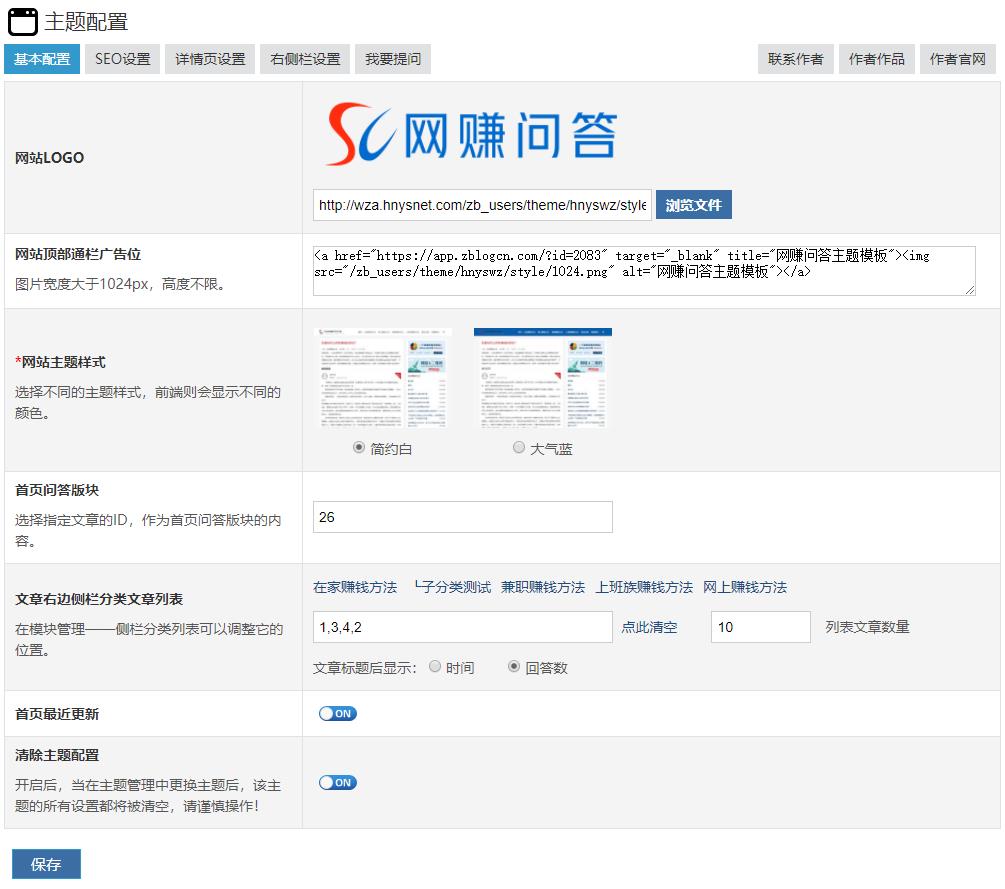 主题配置
基本配置 SEO设置 详情页设置 右侧栏设置 我要提问 联系作者 作者作品 作者官网
网站LOGO
网赚问答
http://wza.hnysnet.com/zb_users/theme/hnyswz/style 浏览文件
网站顶部通栏广告位
图片宽度大于1024px，高度不限。
<a href="https://app.zblogcn.com/?id=2083" target="_blank" title="网赚问答主题模板"><img
src="/zb_users/theme/hnyswz/style/1024.png" alt="网赚问答主题模板"></a>
*网站主题样式
选择不同的主题样式，前端则会显示不同的
颜色。
简约白 大气蓝
首页问答版块
选择指定文章的ID，作为首页问答版块的内
容。
26
文章右边侧栏分类文章列表
在模块管理——侧栏分类列表可以调整它的
位置。
在家赚钱方法 └子分类测试 兼职赚钱方法 上班族赚钱方法 网上赚钱方法
1,3,4,2 点此清空 10 列表文章数量
文章标题后显示： 时间 回答数
首页最近更新
ON
清除主题配置
开启后，当在主题管理中更换主题后，该主
题的所有设置都将被清空，请谨慎操作！
ON
保存